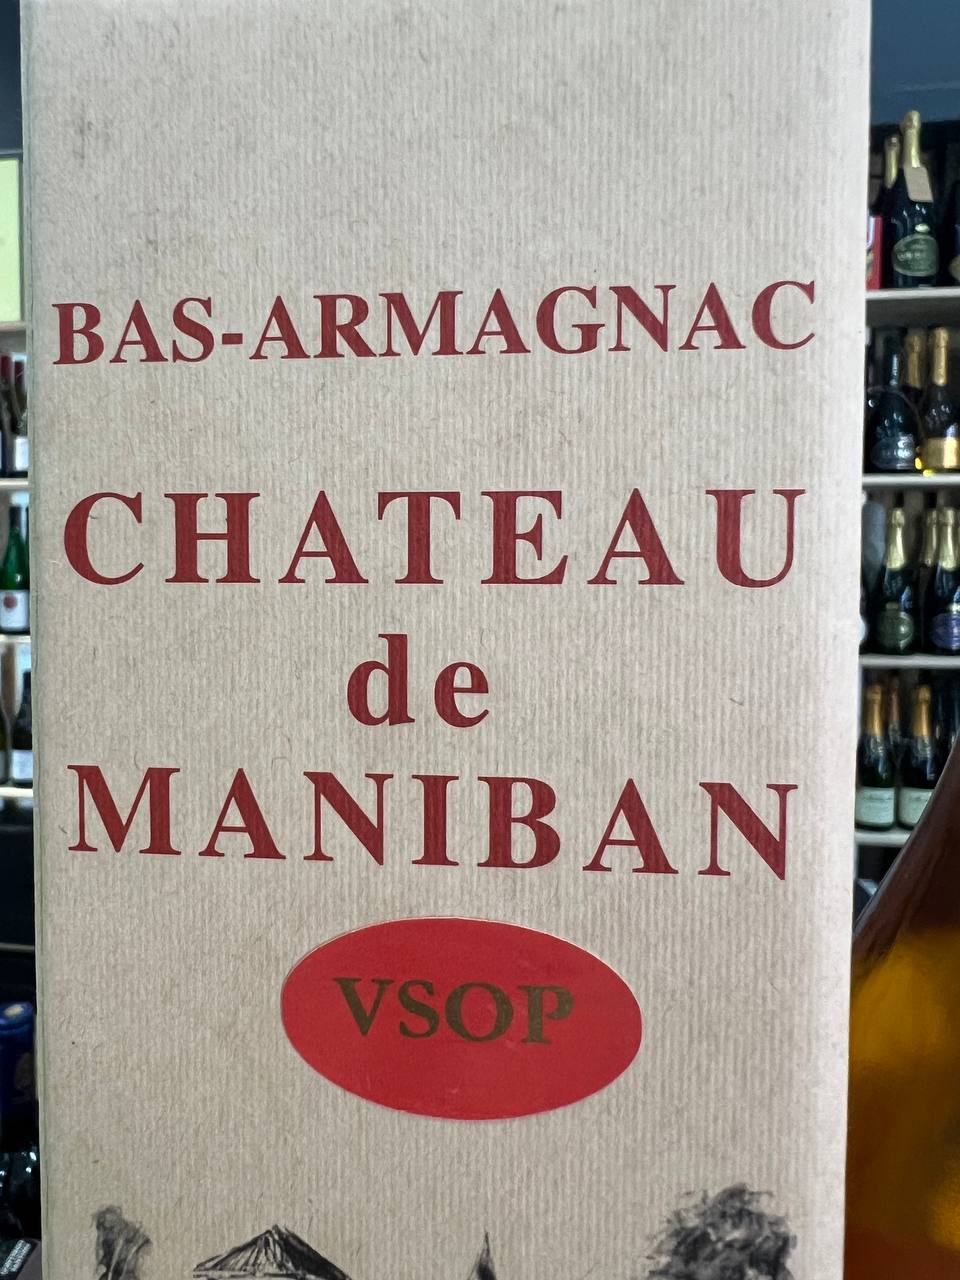 BAS-ARMAGNAC
CHATEAU
de
MANIBAN
VSOP